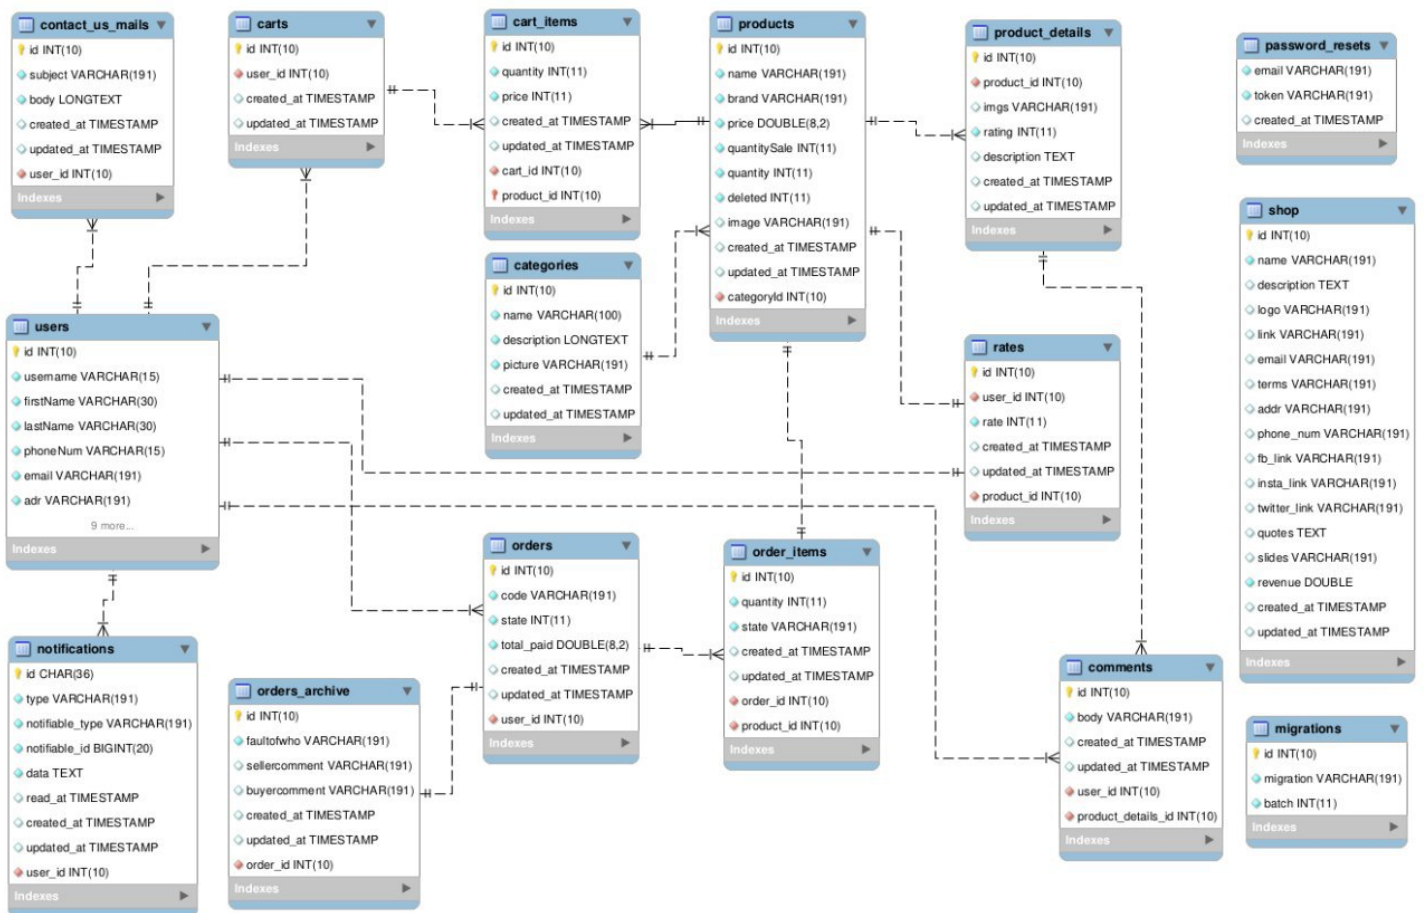 contact_us_mails
id INT(10)
subject VARCHAR(191)
body LONGTEXT
created_at TIMESTAMP
updated_at TIMESTAMP
user_id INT(10)
Indexes
carts
id INT(10)
user_id INT(10)
created_at TIMESTAMP
updated_at TIMESTAMP
Indexes
cart_items
id INT(10)
quantity INT(11)
price INT(11)
created_at TIMESTAMP
updated_at TIMESTAMP
cart_id INT(10)
product_id INT(10)
Indexes
products
id INT(10)
name VARCHAR(191)
brand VARCHAR(191)
price DOUBLE(8,2)
quantitySale INT(11)
quantity INT(11)
deleted INT(11)
image VARCHAR(191)
created_at TIMESTAMP
updated_at TIMESTAMP
categoryId INT(10)
Indexes
product_details
id INT(10)
product_id INT(10)
imgs VARCHAR(191)
rating INT(11)
description TEXT
created_at TIMESTAMP
updated_at TIMESTAMP
Indexes
password_resets
email VARCHAR(191)
token VARCHAR(191)
created_at TIMESTAMP
Indexes
shop
id INT(10)
name VARCHAR(191)
description TEXT
logo VARCHAR(191)
link VARCHAR(191)
email VARCHAR(191)
terms VARCHAR(191)
addr VARCHAR(191)
phone_num VARCHAR(191)
fb_link VARCHAR(191)
insta_link VARCHAR(191)
twitter_link VARCHAR(191)
quotes TEXT
slides VARCHAR(191)
revenue DOUBLE
created_at TIMESTAMP
updated_at TIMESTAMP
Indexes
categories
id INT(10)
name VARCHAR(100)
description LONGTEXT
picture VARCHAR(191)
created_at TIMESTAMP
updated_at TIMESTAMP
Indexes
users
id INT(10)
username VARCHAR(15)
firstName VARCHAR(30)
lastName VARCHAR(30)
phoneNum VARCHAR(15)
email VARCHAR(191)
adr VARCHAR(191)
9 more...
Indexes
rates
id INT(10)
user_id INT(10)
rate INT(11)
created_at TIMESTAMP
updated_at TIMESTAMP
product_id INT(10)
Indexes
orders
id INT(10)
code VARCHAR(191)
state INT(11)
total_paid DOUBLE(8,2)
created_at TIMESTAMP
updated_at TIMESTAMP
user_id INT(10)
Indexes
order_items
id INT(10)
quantity INT(11)
state VARCHAR(191)
created_at TIMESTAMP
updated_at TIMESTAMP
order_id INT(10)
product_id INT(10)
Indexes
notifications
id CHAR(36)
type VARCHAR(191)
notifiable_type VARCHAR(191)
notifiable_id BIGINT(20)
data TEXT
read_at TIMESTAMP
created_at TIMESTAMP
updated_at TIMESTAMP
user_id INT(10)
Indexes
orders_archive
id INT(10)
faultofwho VARCHAR(191)
sellercomment VARCHAR(191)
buyercomment VARCHAR(191)
created_at TIMESTAMP
updated_at TIMESTAMP
order_id INT(10)
Indexes
comments
id INT(10)
body VARCHAR(191)
created_at TIMESTAMP
updated_at TIMESTAMP
user_id INT(10)
product_details_id INT(10)
Indexes
migrations
id INT(10)
migration VARCHAR(191)
batch INT(11)
Indexes